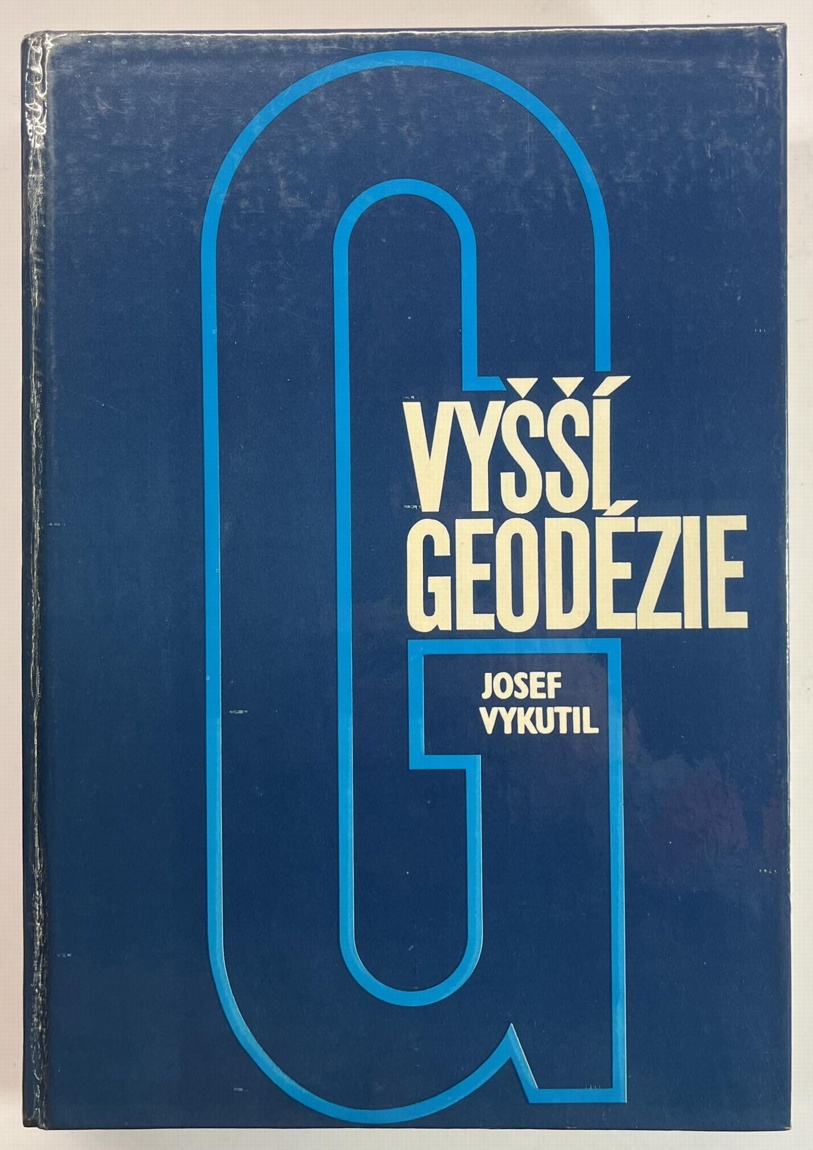 VYŠŠÍ
GEODÉZIE
JOSEF
VYKUTIL